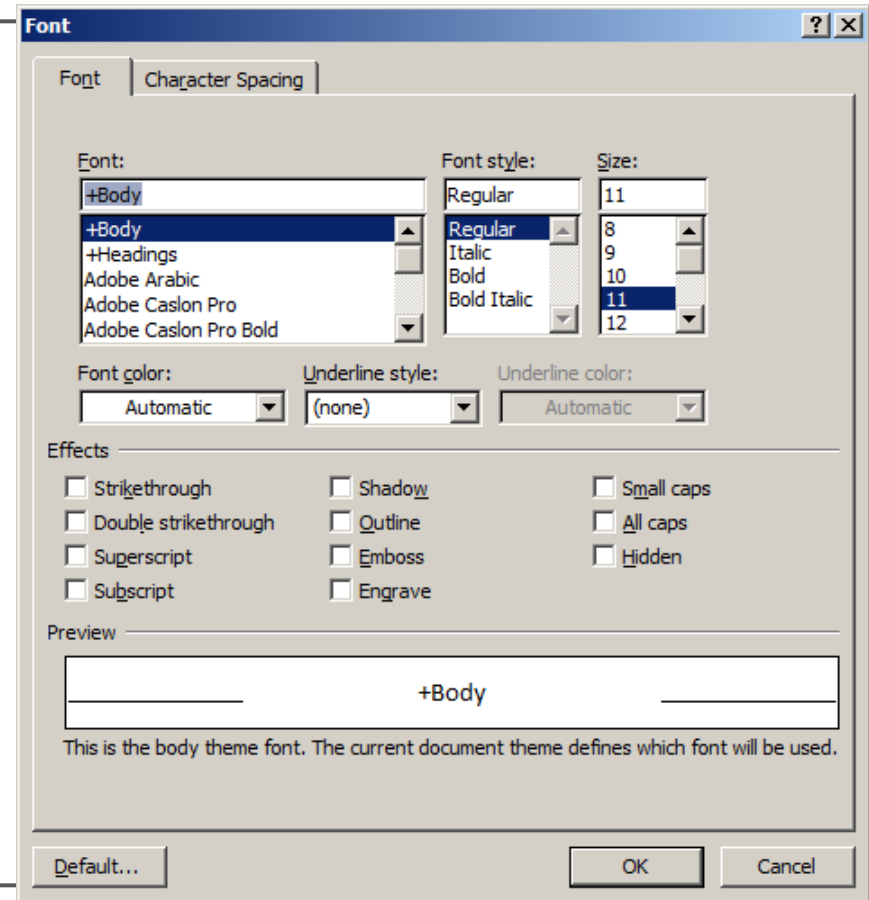 Font
Font Character Spacing
Font: Font style: Size:
+Body Regular 11
+Body Regular 8
+Headings Italic 9
Adobe Arabic Bold 10
Adobe Caslon Pro Bold Italic 11
Adobe Caslon Pro Bold 12
Font color: Underline style: Underline color:
Automatic (none) Automatic
Effects
Strikethrough Shadow Small caps
Double strikethrough Outline All caps
Superscript Emboss Hidden
Subscript Engrave
Preview
+Body
This is the body theme font. The current document theme defines which font will be used.
Default... OK Cancel